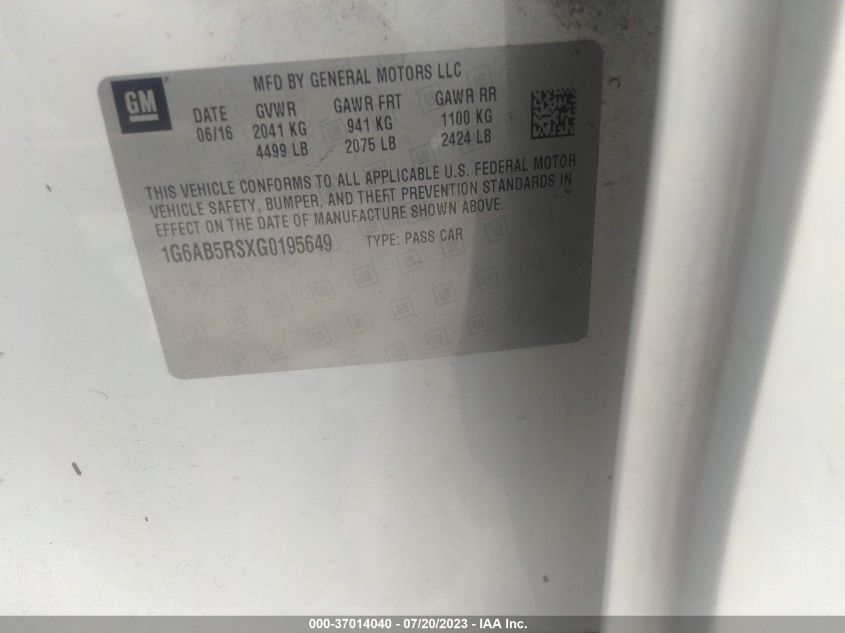 GM
MFD BY GENERAL MOTORS LLC
DATE GVWR GAWR FRT GAWR RR
06/16 2041 KG 941 KG 1100 KG
4499 LB 2075 LB 2424 LB
THIS VEHICLE CONFORMS TO ALL APPLICABLE U.S. FEDERAL MOTOR
VEHICLE SAFETY, BUMPER, AND THEFT PREVENTION STANDARDS IN
EFFECT ON THE DATE OF MANUFACTURE SHOWN ABOVE.
1G6AB5RSXG0195649 TYPE: PASS CAR
000-37014040 - 07/20/2023 - IAA Inc.